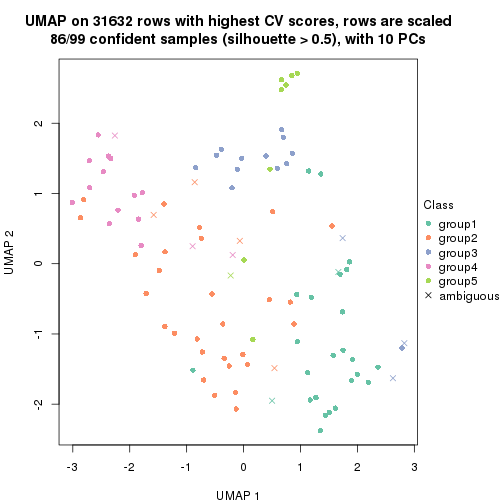 UMAP on 31632 rows with highest CV scores, rows are scaled
86/99 confident samples (silhouette > 0.5), with 10 PCs
UMAP 2
2
1
0
-1
-2
-3
-2
-1
0
1
2
3
UMAP 1
Class
group1
group2
group3
group4
group5
ambiguous